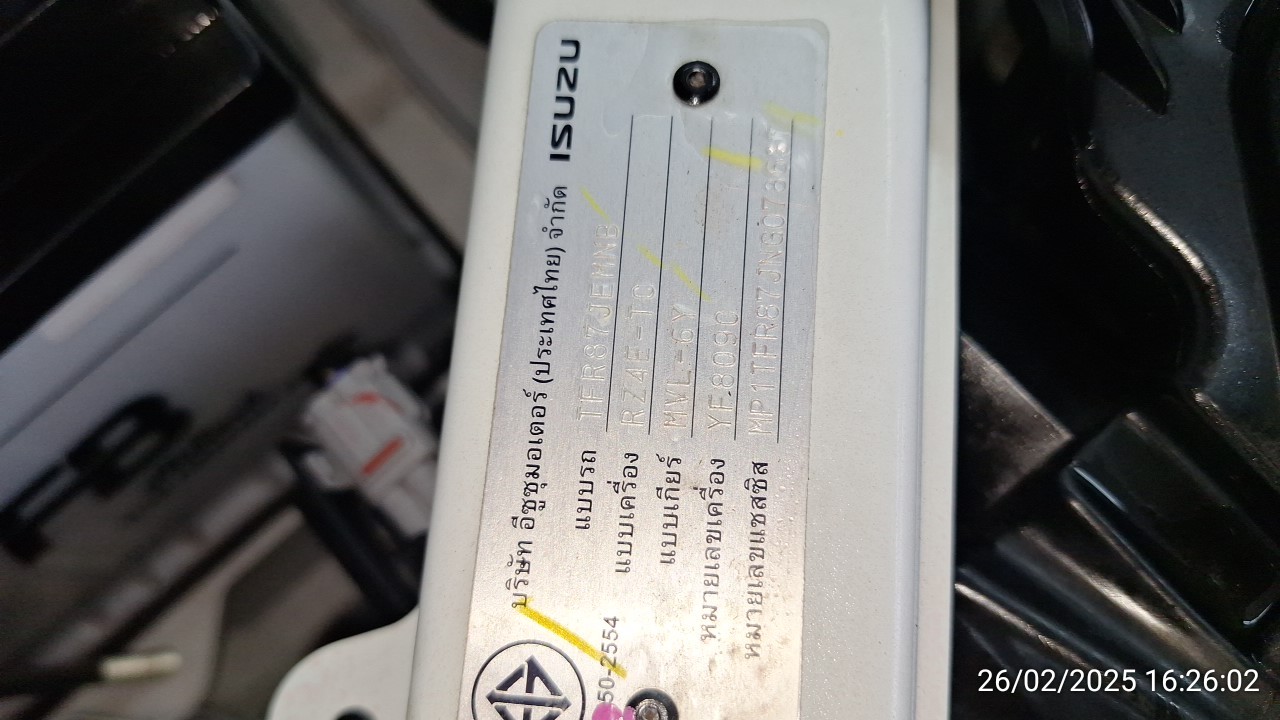 ISUZU
บริษัท อีซูซุมอเตอร์ (ประเทศไทย) จำกัด
แบบรถ TFR87JEMNB
แบบเครื่อง RZ4E-TC
แบบเกียร์ MVL-6Y
หมายเลขเครื่อง YF8090
หมายเลขแชสซิส
50-2554
26/02/2025 16:26:02